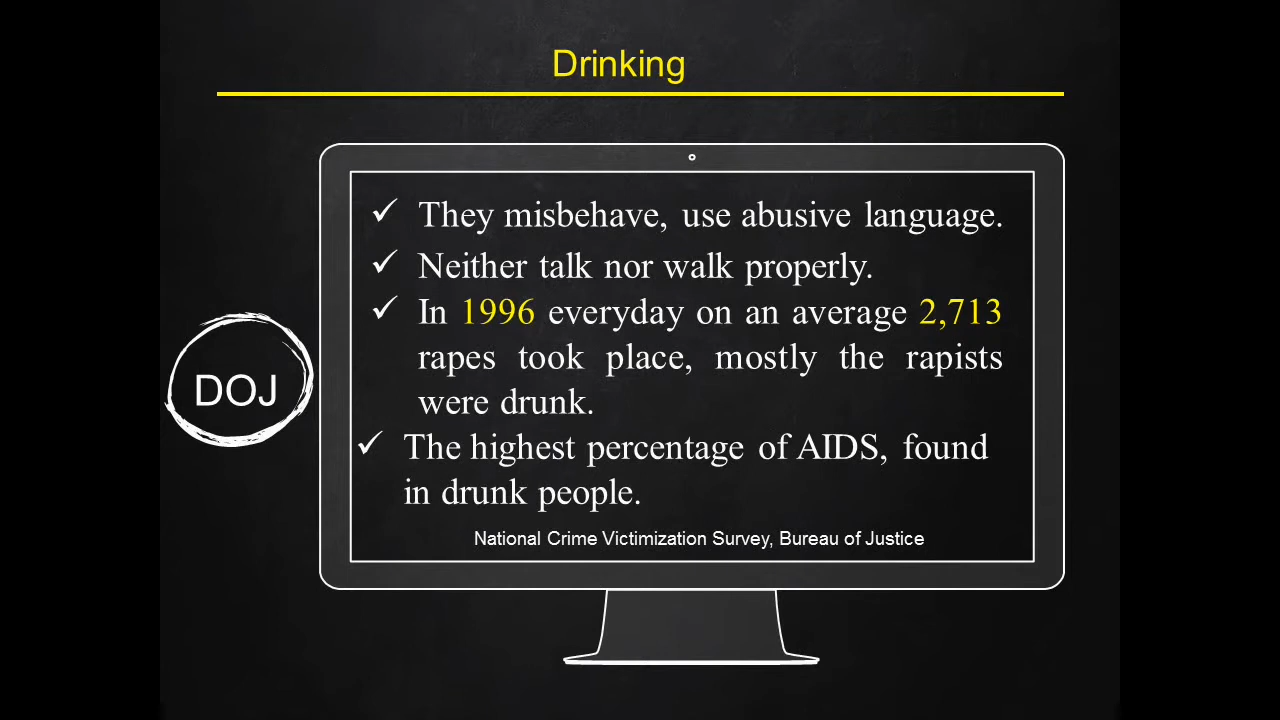 Drinking
✓ They misbehave, use abusive language.
✓ Neither talk nor walk properly.
✓ In 1996 everyday on an average 2,713
rapes took place, mostly the rapists
were drunk.
DOJ
✓ The highest percentage of AIDS, found
in drunk people.
National Crime Victimization Survey, Bureau of Justice